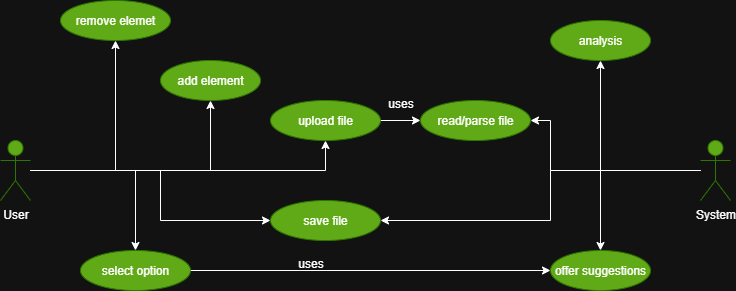 remove elemet
analysis
add element
uses
upload file
read/parse file
User
System
save file
uses
select option
offer suggestions